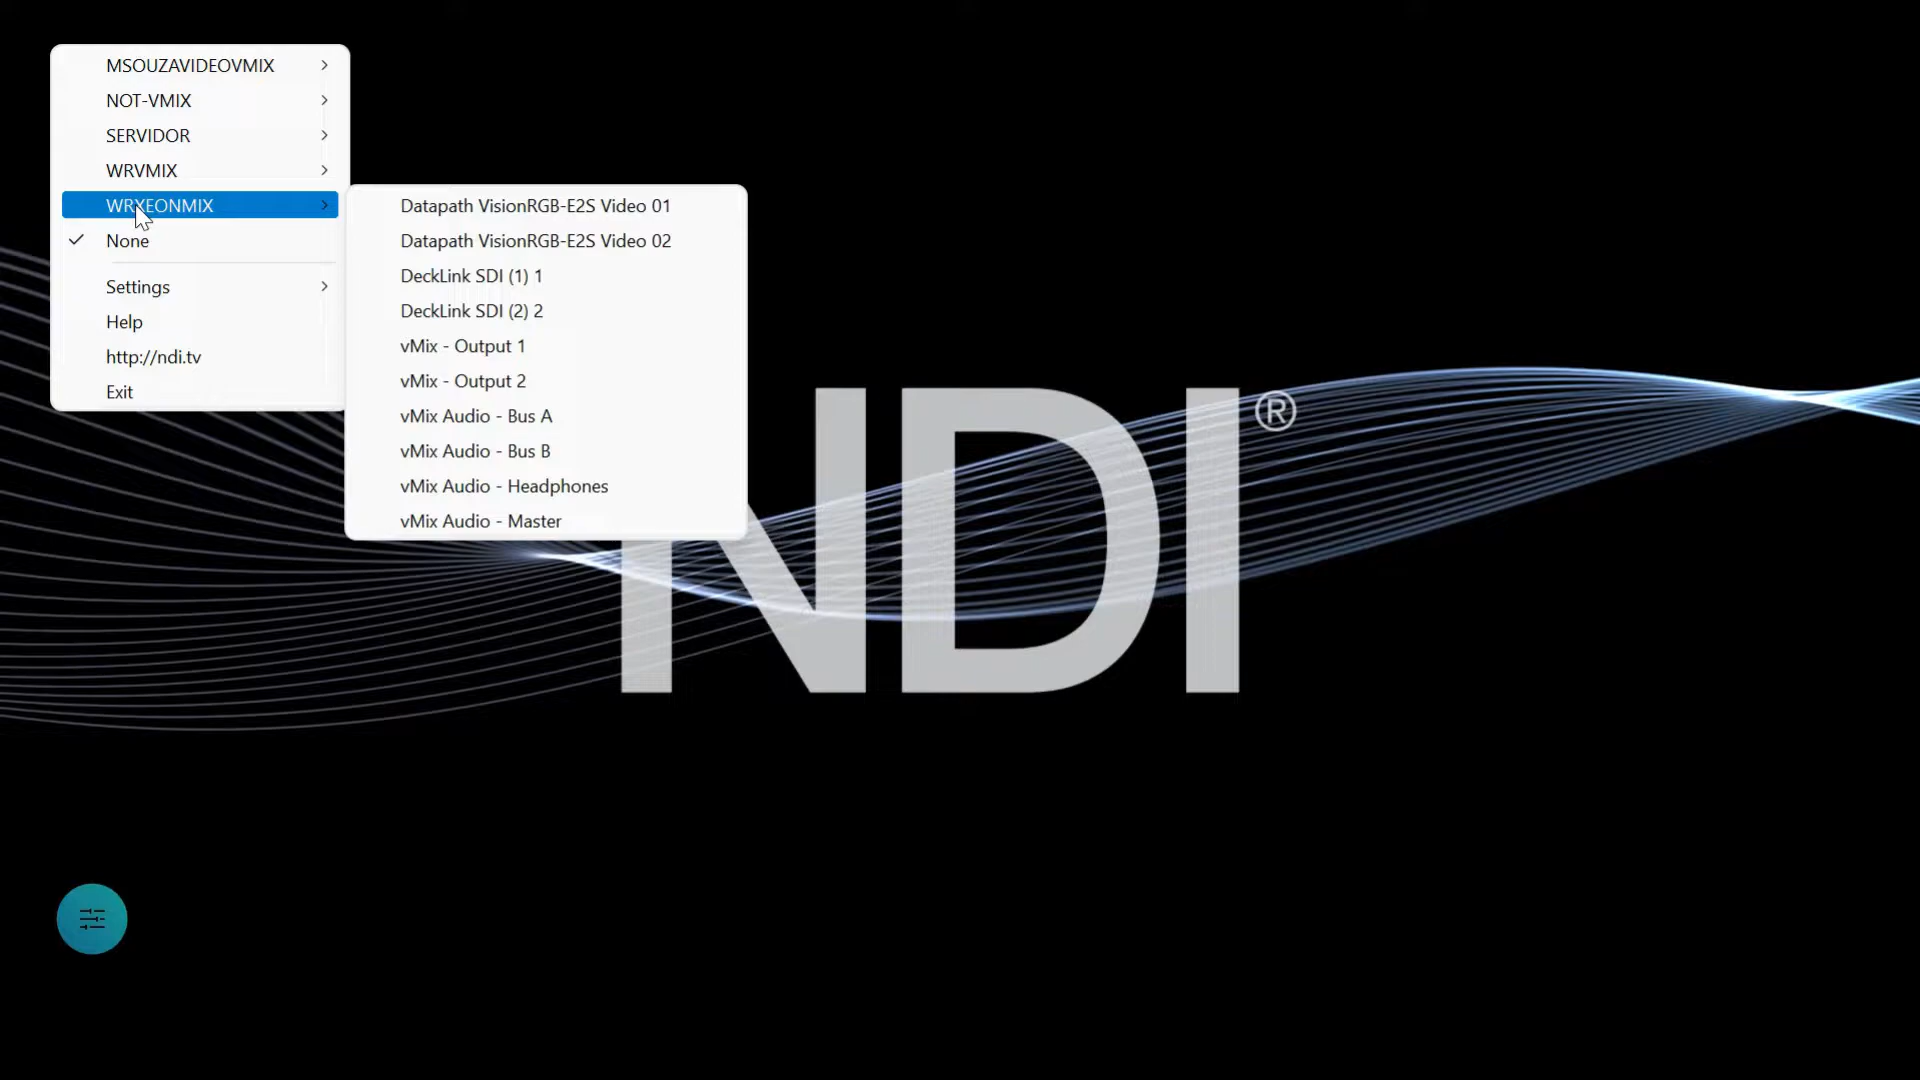 MSOUZAVIDEOVMIX
NOT-VMIX
SERVIDOR
WRVMIX
WRXEONMIX
None
Settings
Help
http://ndi.tv
Exit
Datapath VisionRGB-E2S Video 01
Datapath VisionRGB-E2S Video 02
DeckLink SDI (1) 1
DeckLink SDI (2) 2
vMix - Output 1
vMix - Output 2
vMix Audio - Bus A
vMix Audio - Bus B
vMix Audio - Headphones
vMix Audio - Master
NDI®